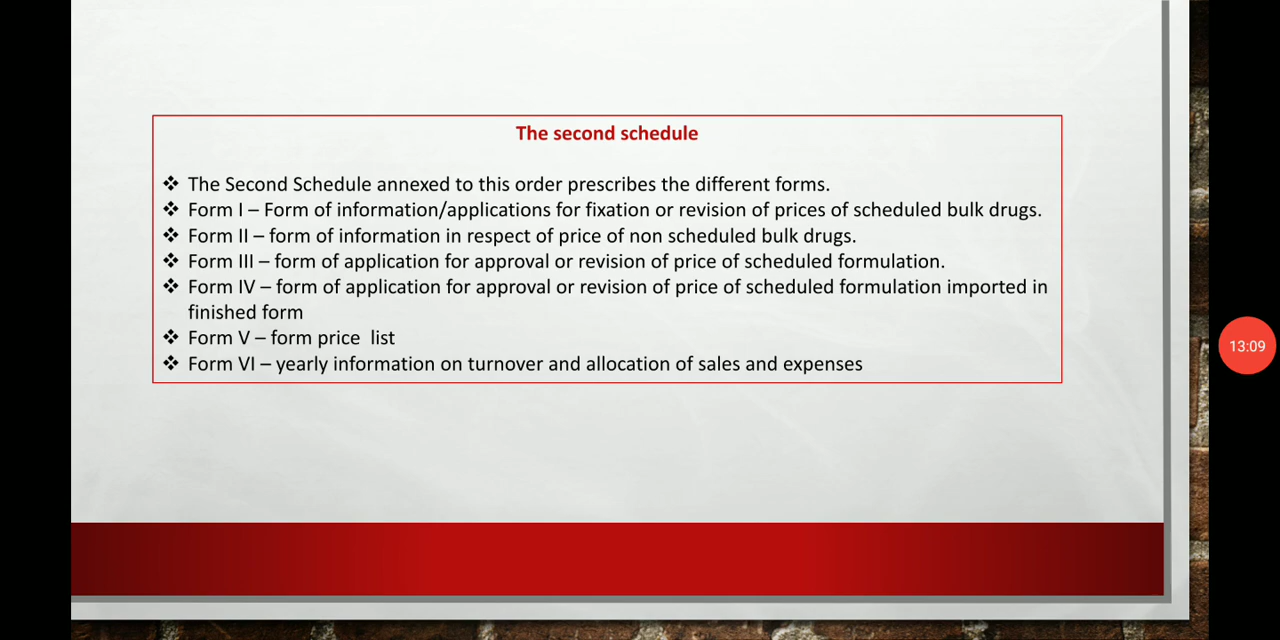 The second schedule
❖ The Second Schedule annexed to this order prescribes the different forms.
❖ Form I – Form of information/applications for fixation or revision of prices of scheduled bulk drugs.
❖ Form II – form of information in respect of price of non scheduled bulk drugs.
❖ Form III – form of application for approval or revision of price of scheduled formulation.
❖ Form IV – form of application for approval or revision of price of scheduled formulation imported in
finished form
❖ Form V – form price  list
❖ Form VI – yearly information on turnover and allocation of sales and expenses
13:09